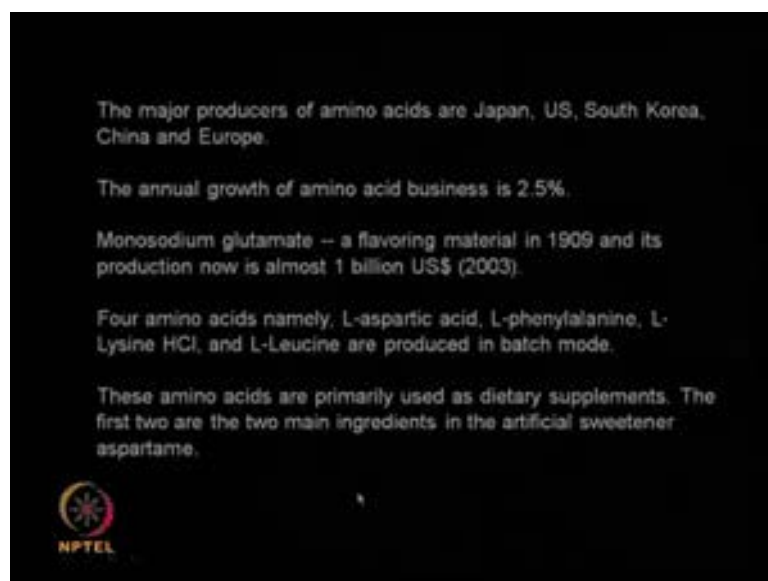 The major producers of amino acids are Japan, US, South Korea,
China and Europe.
The annual growth of amino acid business is 2.5%.
Monosodium glutamate -- a flavoring material in 1909 and its
production now is almost 1 billion US$ (2003).
Four amino acids namely, L-aspartic acid, L-phenylalanine, L-
Lysine HCl, and L-Leucine are produced in batch mode.
These amino acids are primarily used as dietary supplements. The
first two are the two main ingredients in the artificial sweetener
aspartame.
NPTEL